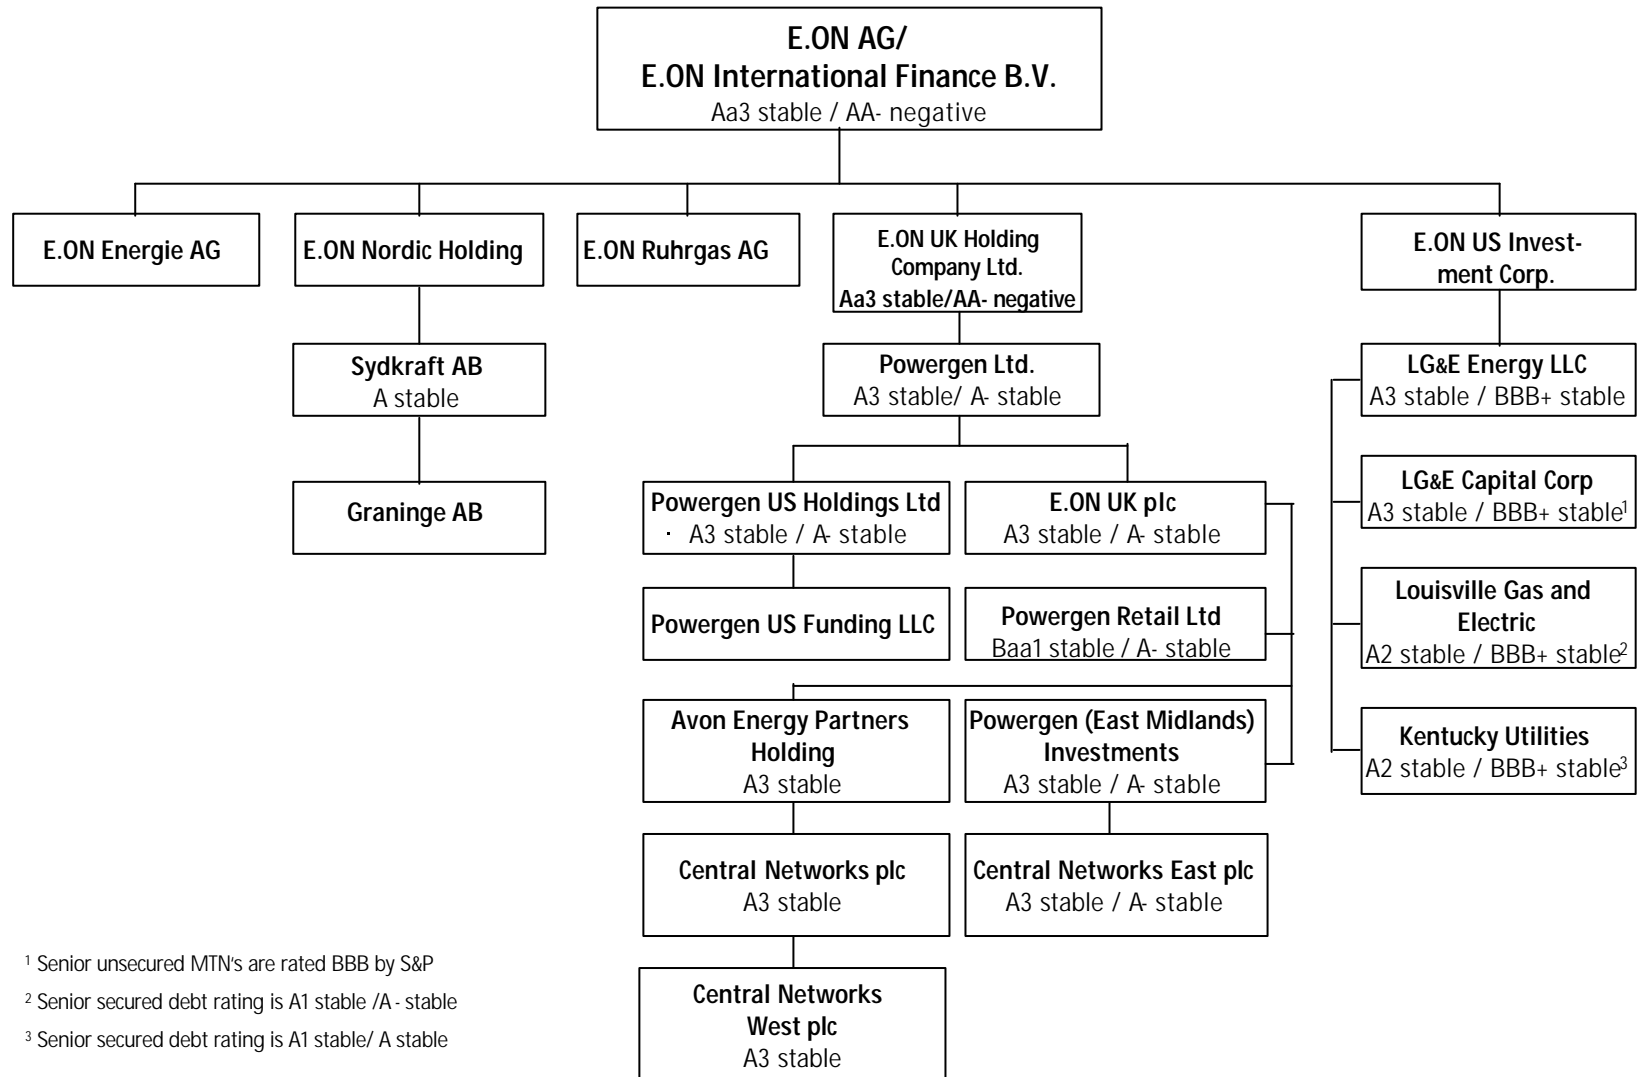 E.ON AG/
E.ON International Finance B.V.
Aa3 stable / AA- negative
E.ON Energie AG
E.ON Nordic Holding
E.ON Ruhrgas AG
E.ON UK Holding
Company Ltd.
Aa3 stable/AA- negative
E.ON US Invest-
ment Corp.
Sydkraft AB
A stable
Powergen Ltd.
A3 stable/ A- stable
LG&E Energy LLC
A3 stable / BBB+ stable
Graninge AB
Powergen US Holdings Ltd
· A3 stable / A- stable
E.ON UK plc
A3 stable / A- stable
LG&E Capital Corp
A3 stable / BBB+ stable¹
Powergen US Funding LLC
Powergen Retail Ltd
Baa1 stable / A- stable
Louisville Gas and
Electric
A2 stable / BBB+ stable²
Avon Energy Partners
Holding
A3 stable
Powergen (East Midlands)
Investments
A3 stable / A- stable
Kentucky Utilities
A2 stable / BBB+ stable³
Central Networks plc
A3 stable
Central Networks East plc
A3 stable / A- stable
Central Networks
West plc
A3 stable
¹ Senior unsecured MTN's are rated BBB by S&P
² Senior secured debt rating is A1 stable /A - stable
³ Senior secured debt rating is A1 stable/ A stable